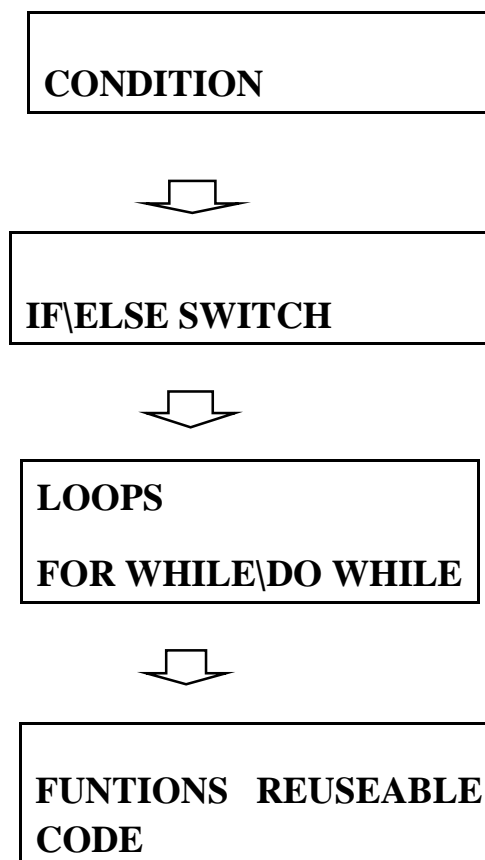 CONDITION
IF\ELSE SWITCH
LOOPS
FOR WHILE\DO WHILE
FUNTIONS REUSEABLE
CODE